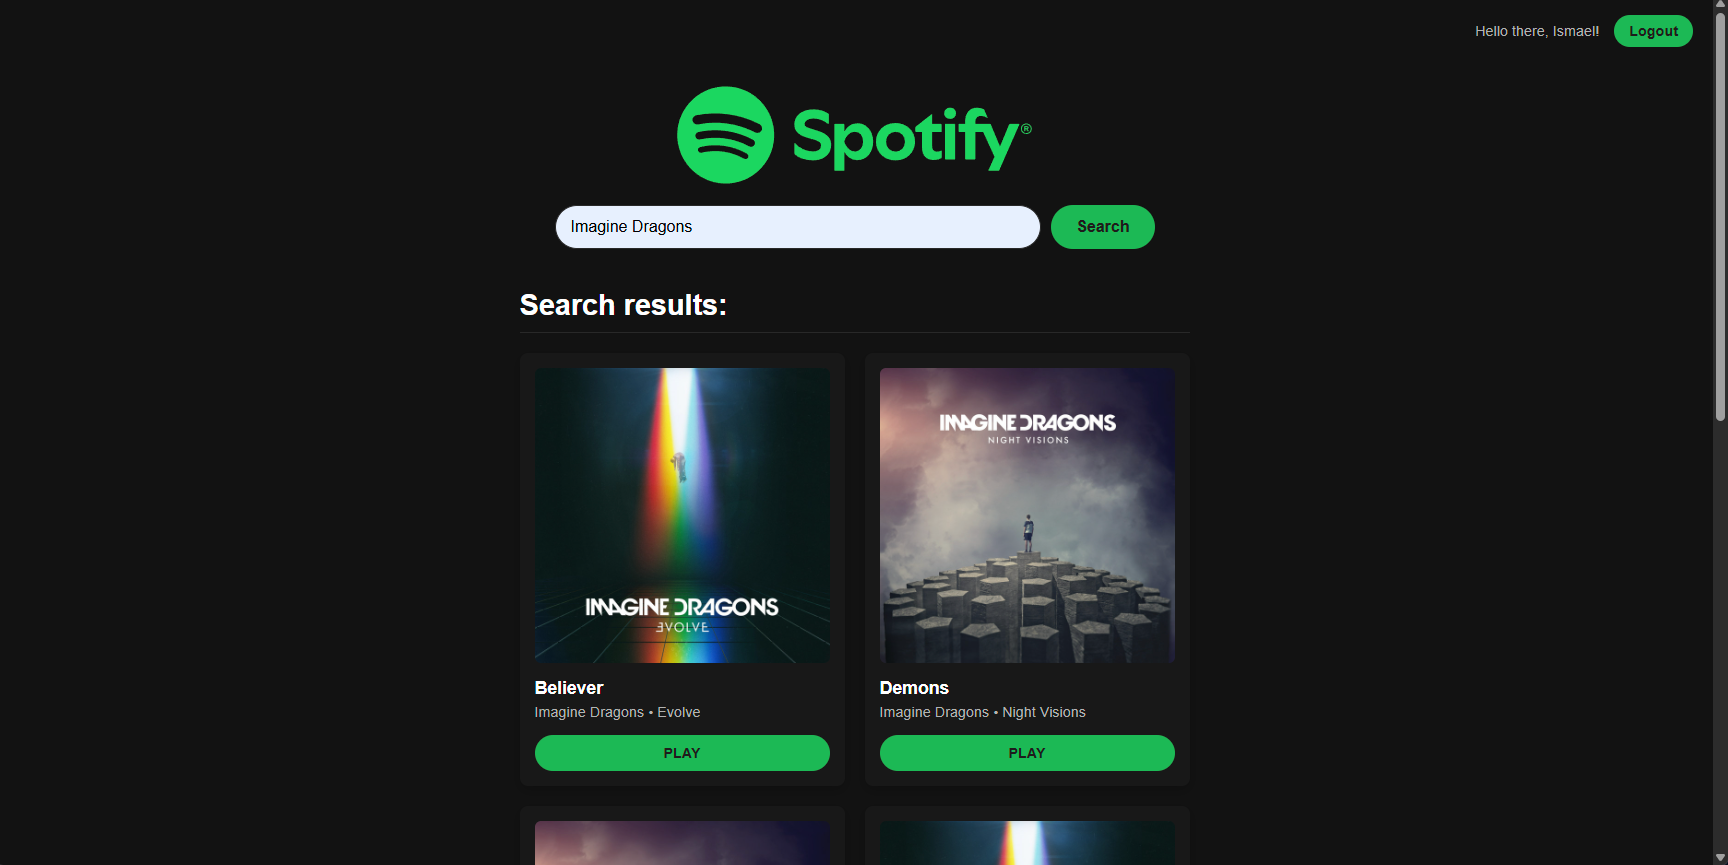 Hello there, Ismael!
Logout
Spotify®
Imagine Dragons
Search
Search results:
IMAGINE DRAGONS
EVOLVE
Believer
Imagine Dragons • Evolve
PLAY
IMAGINE DRAGONS
NIGHT VISIONS
Demons
Imagine Dragons • Night Visions
PLAY